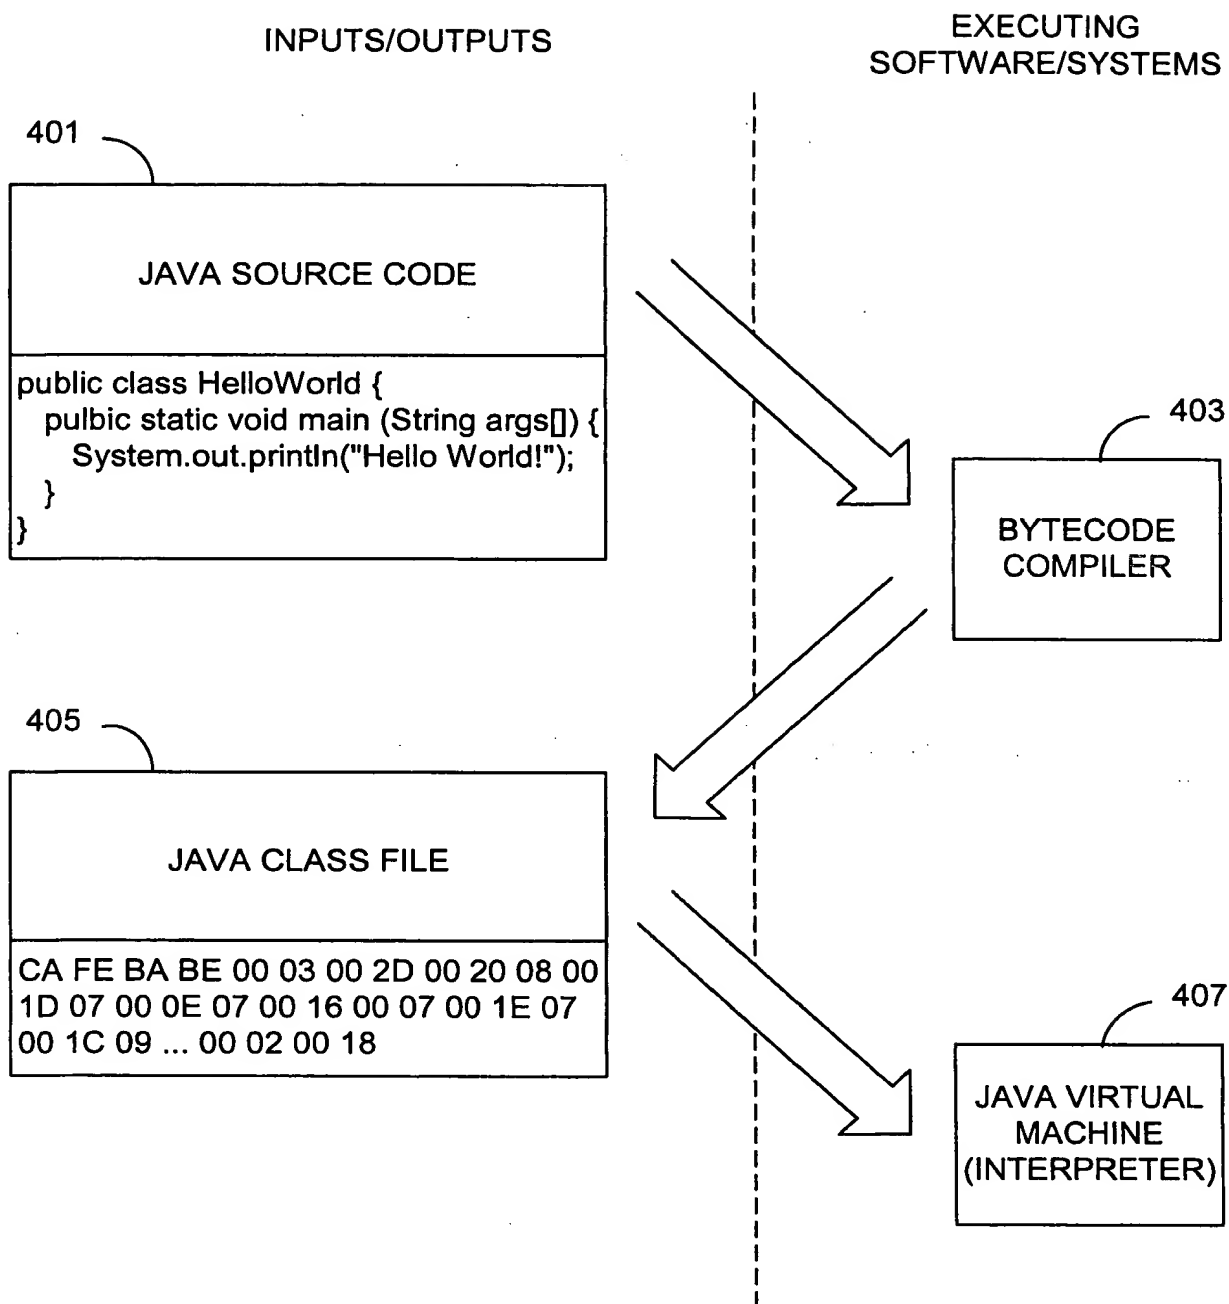 INPUTS/OUTPUTS
EXECUTING
SOFTWARE/SYSTEMS
401
JAVA SOURCE CODE
public class HelloWorld {
pulbic static void main (String args[]) {
System.out.println("Hello World!");
}
}
403
BYTECODE
COMPILER
405
JAVA CLASS FILE
CA FE BA BE 00 03 00 2D 00 20 08 00
1D 07 00 0E 07 00 16 00 07 00 1E 07
00 1C 09 ... 00 02 00 18
407
JAVA VIRTUAL
MACHINE
(INTERPRETER)